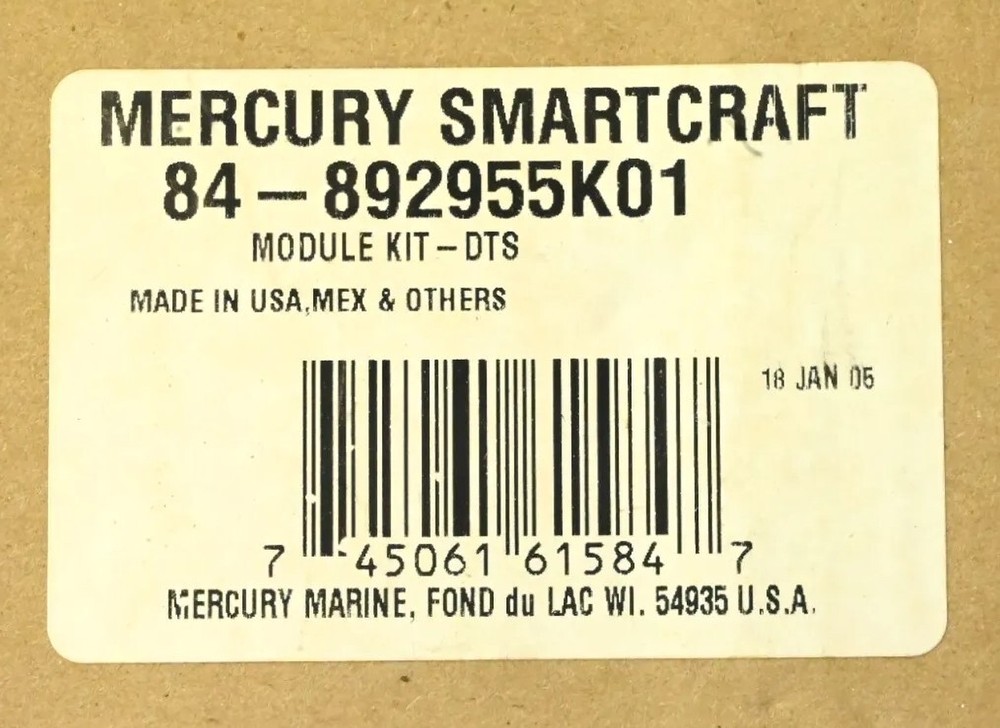 MERCURY SMARTCRAFT
84-892955K01
MODULE KIT-DTS
MADE IN USA,MEX & OTHERS
18 JAN 05
7 45061 61584 7
MERCURY MARINE, FOND du LAC WI. 54935 U.S.A.